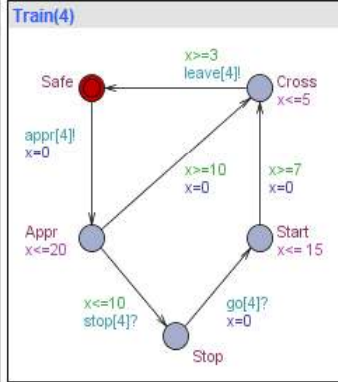 Train(4)
x>=3
leave[4]!
Safe
Cross
x<=5
appr[4]!
x=0
x>=10
x=0
x>=7
x=0
Appr
x<=20
Start
x<= 15
x<=10
stop[4]?
go[4]?
x=0
Stop